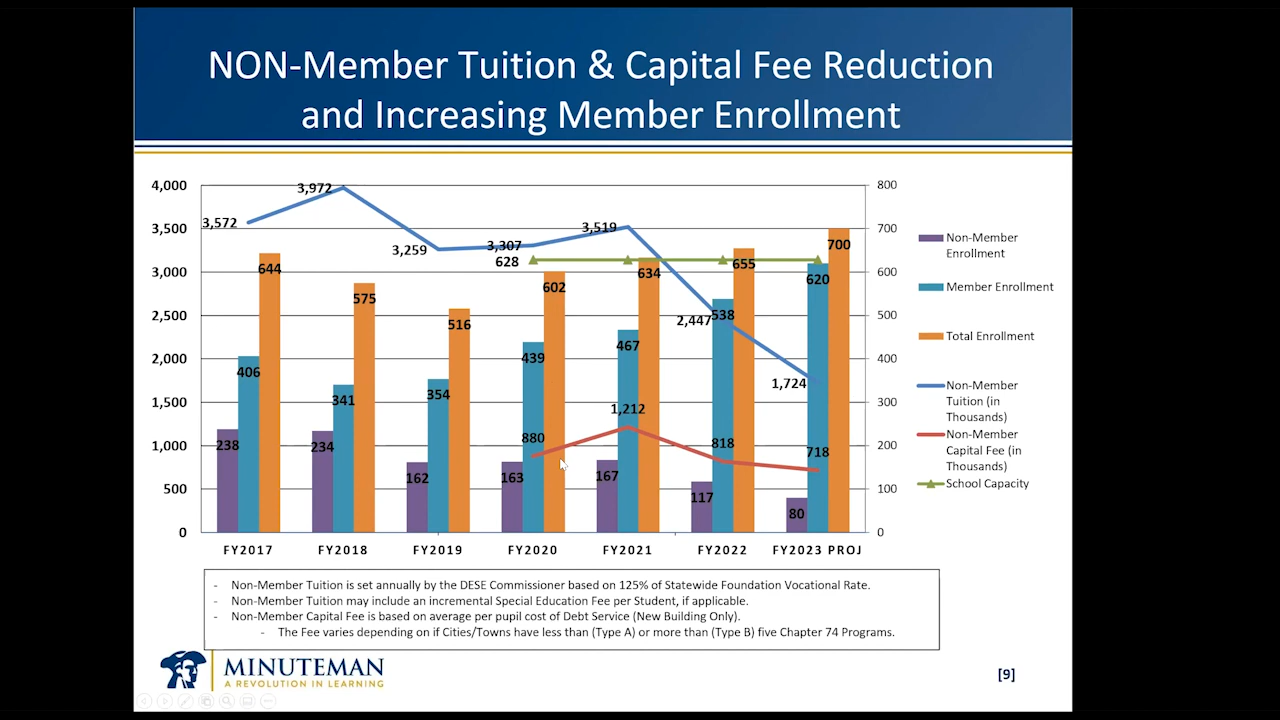 NON-Member Tuition & Capital Fee Reduction
and Increasing Member Enrollment
4,000
3,500
3,000
2,500
2,000
1,500
1,000
500
0
800
700
600
500
400
300
200
100
0
3,572
3,972
3,259
3,307
3,519
2,447
1,724
628
880
1,212
818
718
238
406
644
234
341
575
162
354
516
163
439
602
167
467
634
117
538
655
80
620
700
FY2017
FY2018
FY2019
FY2020
FY2021
FY2022
FY2023 PROJ
Non-Member
Enrollment
Member Enrollment
Total Enrollment
Non-Member
Tuition (in
Thousands)
Non-Member
Capital Fee (in
Thousands)
School Capacity
- Non-Member Tuition is set annually by the DESE Commissioner based on 125% of Statewide Foundation Vocational Rate.
- Non-Member Tuition may include an incremental Special Education Fee per Student, if applicable.
- Non-Member Capital Fee is based on average per pupil cost of Debt Service (New Building Only).
- The Fee varies depending on if Cities/Towns have less than (Type A) or more than (Type B) five Chapter 74 Programs.
MINUTEMAN
A REVOLUTION IN LEARNING
[9]